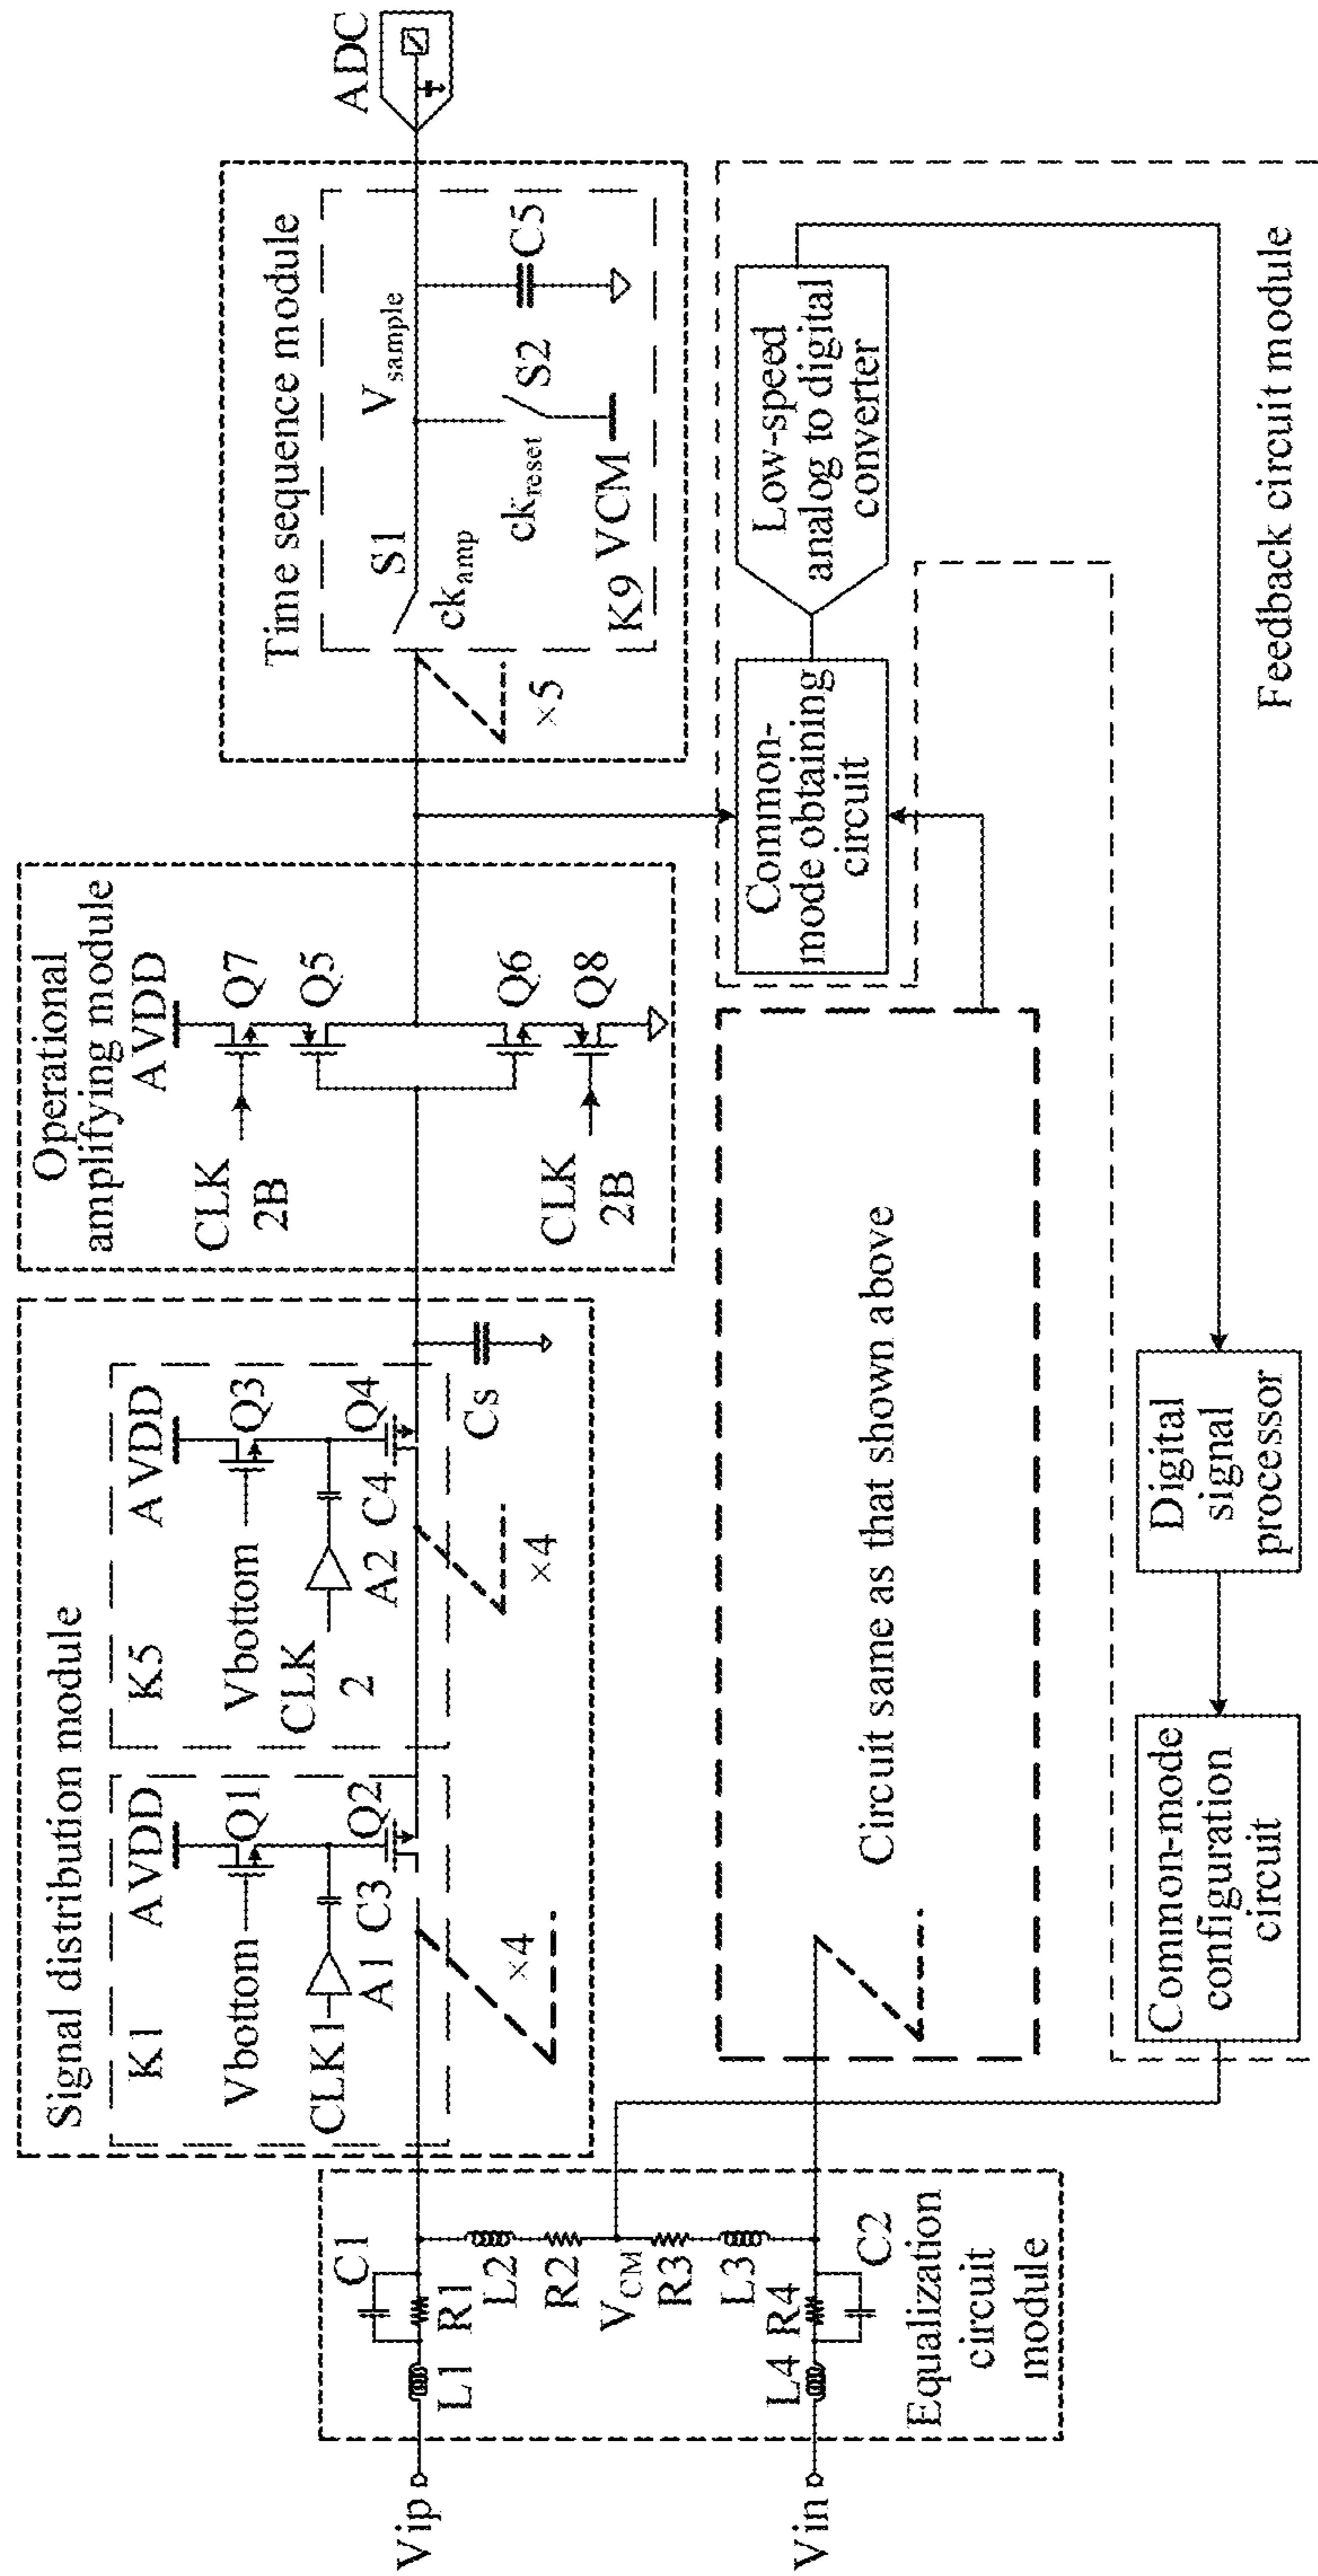 Vip
Vin
L1
R1
C1
L2
R2
V_CM
R3
L3
L4
R4
C2
Equalization
circuit
module
Signal distribution module
K1
AVDD
Vbottom
Q1
CLK1
A1
C3
Q2
×4
K5
AVDD
Vbottom
Q3
CLK
2
A2
C4
Q4
×4
Cs
Operational
amplifying module
AVDD
CLK
2B
Q7
Q5
Q6
Q8
CLK
2B
Time sequence module
S1
ck_amp
V_sample
ck_reset
S2
C5
K9
VCM
×5
ADC
Circuit same as that shown above
Common-
mode obtaining
circuit
Low-speed
analog to digital
converter
Common-mode
configuration
circuit
Digital
signal
processor
Feedback circuit module